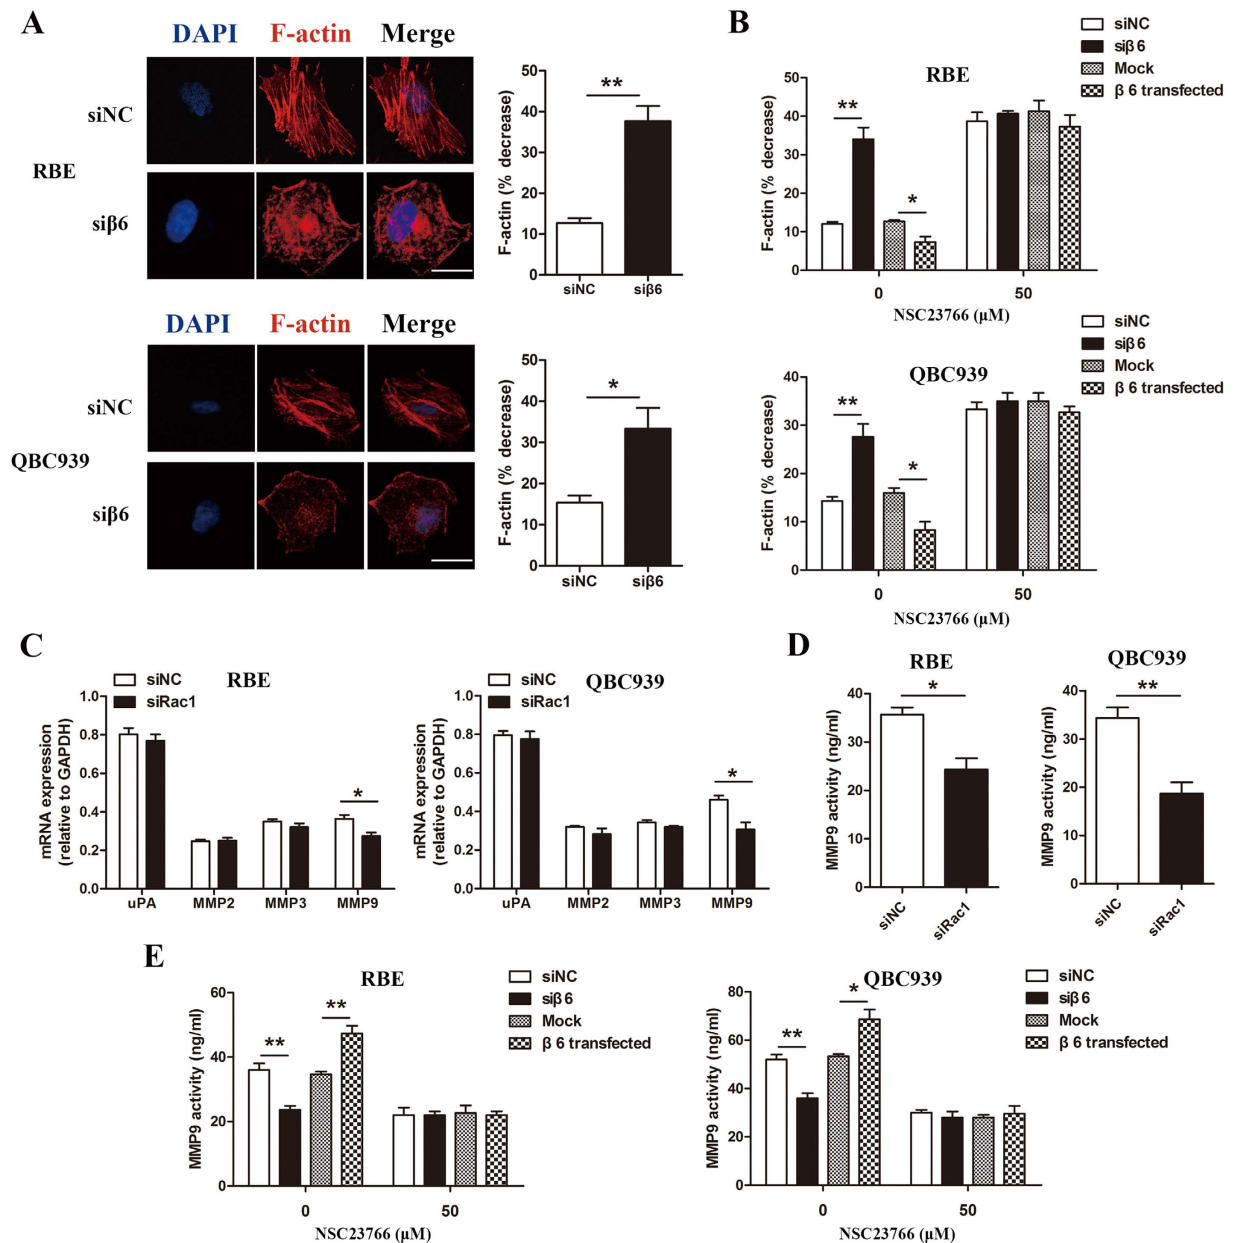 A
DAPI F-actin Merge
siNC
RBE
siβ6
F-actin (% decrease)
50
40
30
20
10
0
**
siNC siβ6
DAPI F-actin Merge
siNC
QBC939
siβ6
F-actin (% decrease)
50
40
30
20
10
0
*
siNC siβ6
B
siNC
siβ6
Mock
β 6 transfected
RBE
F-actin (% decrease)
50
40
30
20
10
0
**
*
0 50
NSC23766 (μM)
siNC
siβ6
Mock
β 6 transfected
QBC939
F-actin (% decrease)
40
30
20
10
0
**
*
0 50
NSC23766 (μM)
C
siNC
siRac1
RBE
mRNA expression
(relative to GAPDH)
1.0
0.8
0.6
0.4
0.2
0.0
*
uPA MMP2 MMP3 MMP9
siNC
siRac1
QBC939
mRNA expression
(relative to GAPDH)
1.0
0.8
0.6
0.4
0.2
0.0
*
uPA MMP2 MMP3 MMP9
D
RBE
MMP9 activity (ng/ml)
40
30
20
10
0
*
siNC siRac1
QBC939
MMP9 activity (ng/ml)
40
30
20
10
0
**
siNC siRac1
E
RBE
siNC
siβ6
Mock
β 6 transfected
MMP9 activity (ng/ml)
60
40
20
0
**
**
0 50
NSC23766 (μM)
QBC939
siNC
siβ6
Mock
β 6 transfected
MMP9 activity (ng/ml)
80
60
40
20
0
**
*
0 50
NSC23766 (μM)